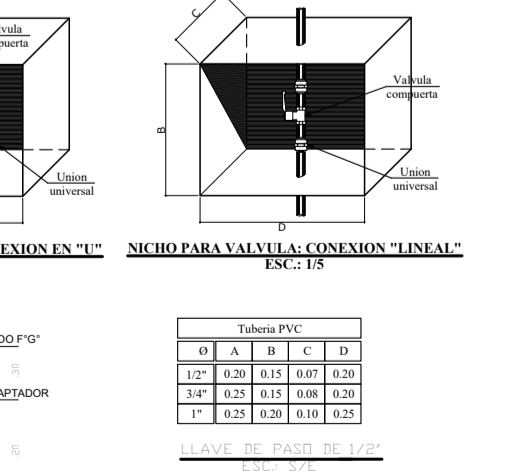 C
vula
puerta
Valvula
compuerta
B
Union
universal
Union
universal
D
EXION EN "U"
NICHO PARA VALVULA: CONEXION "LINEAL"
ESC.: 1/5
Tuberia PVC
Ø A B C D
1/2" 0.20 0.15 0.07 0.20
3/4" 0.25 0.15 0.08 0.20
1" 0.25 0.20 0.10 0.25
DO F°G°
.30
APTADOR
.20
LLAVE DE PASO DE 1/2"
ESC.: S/E